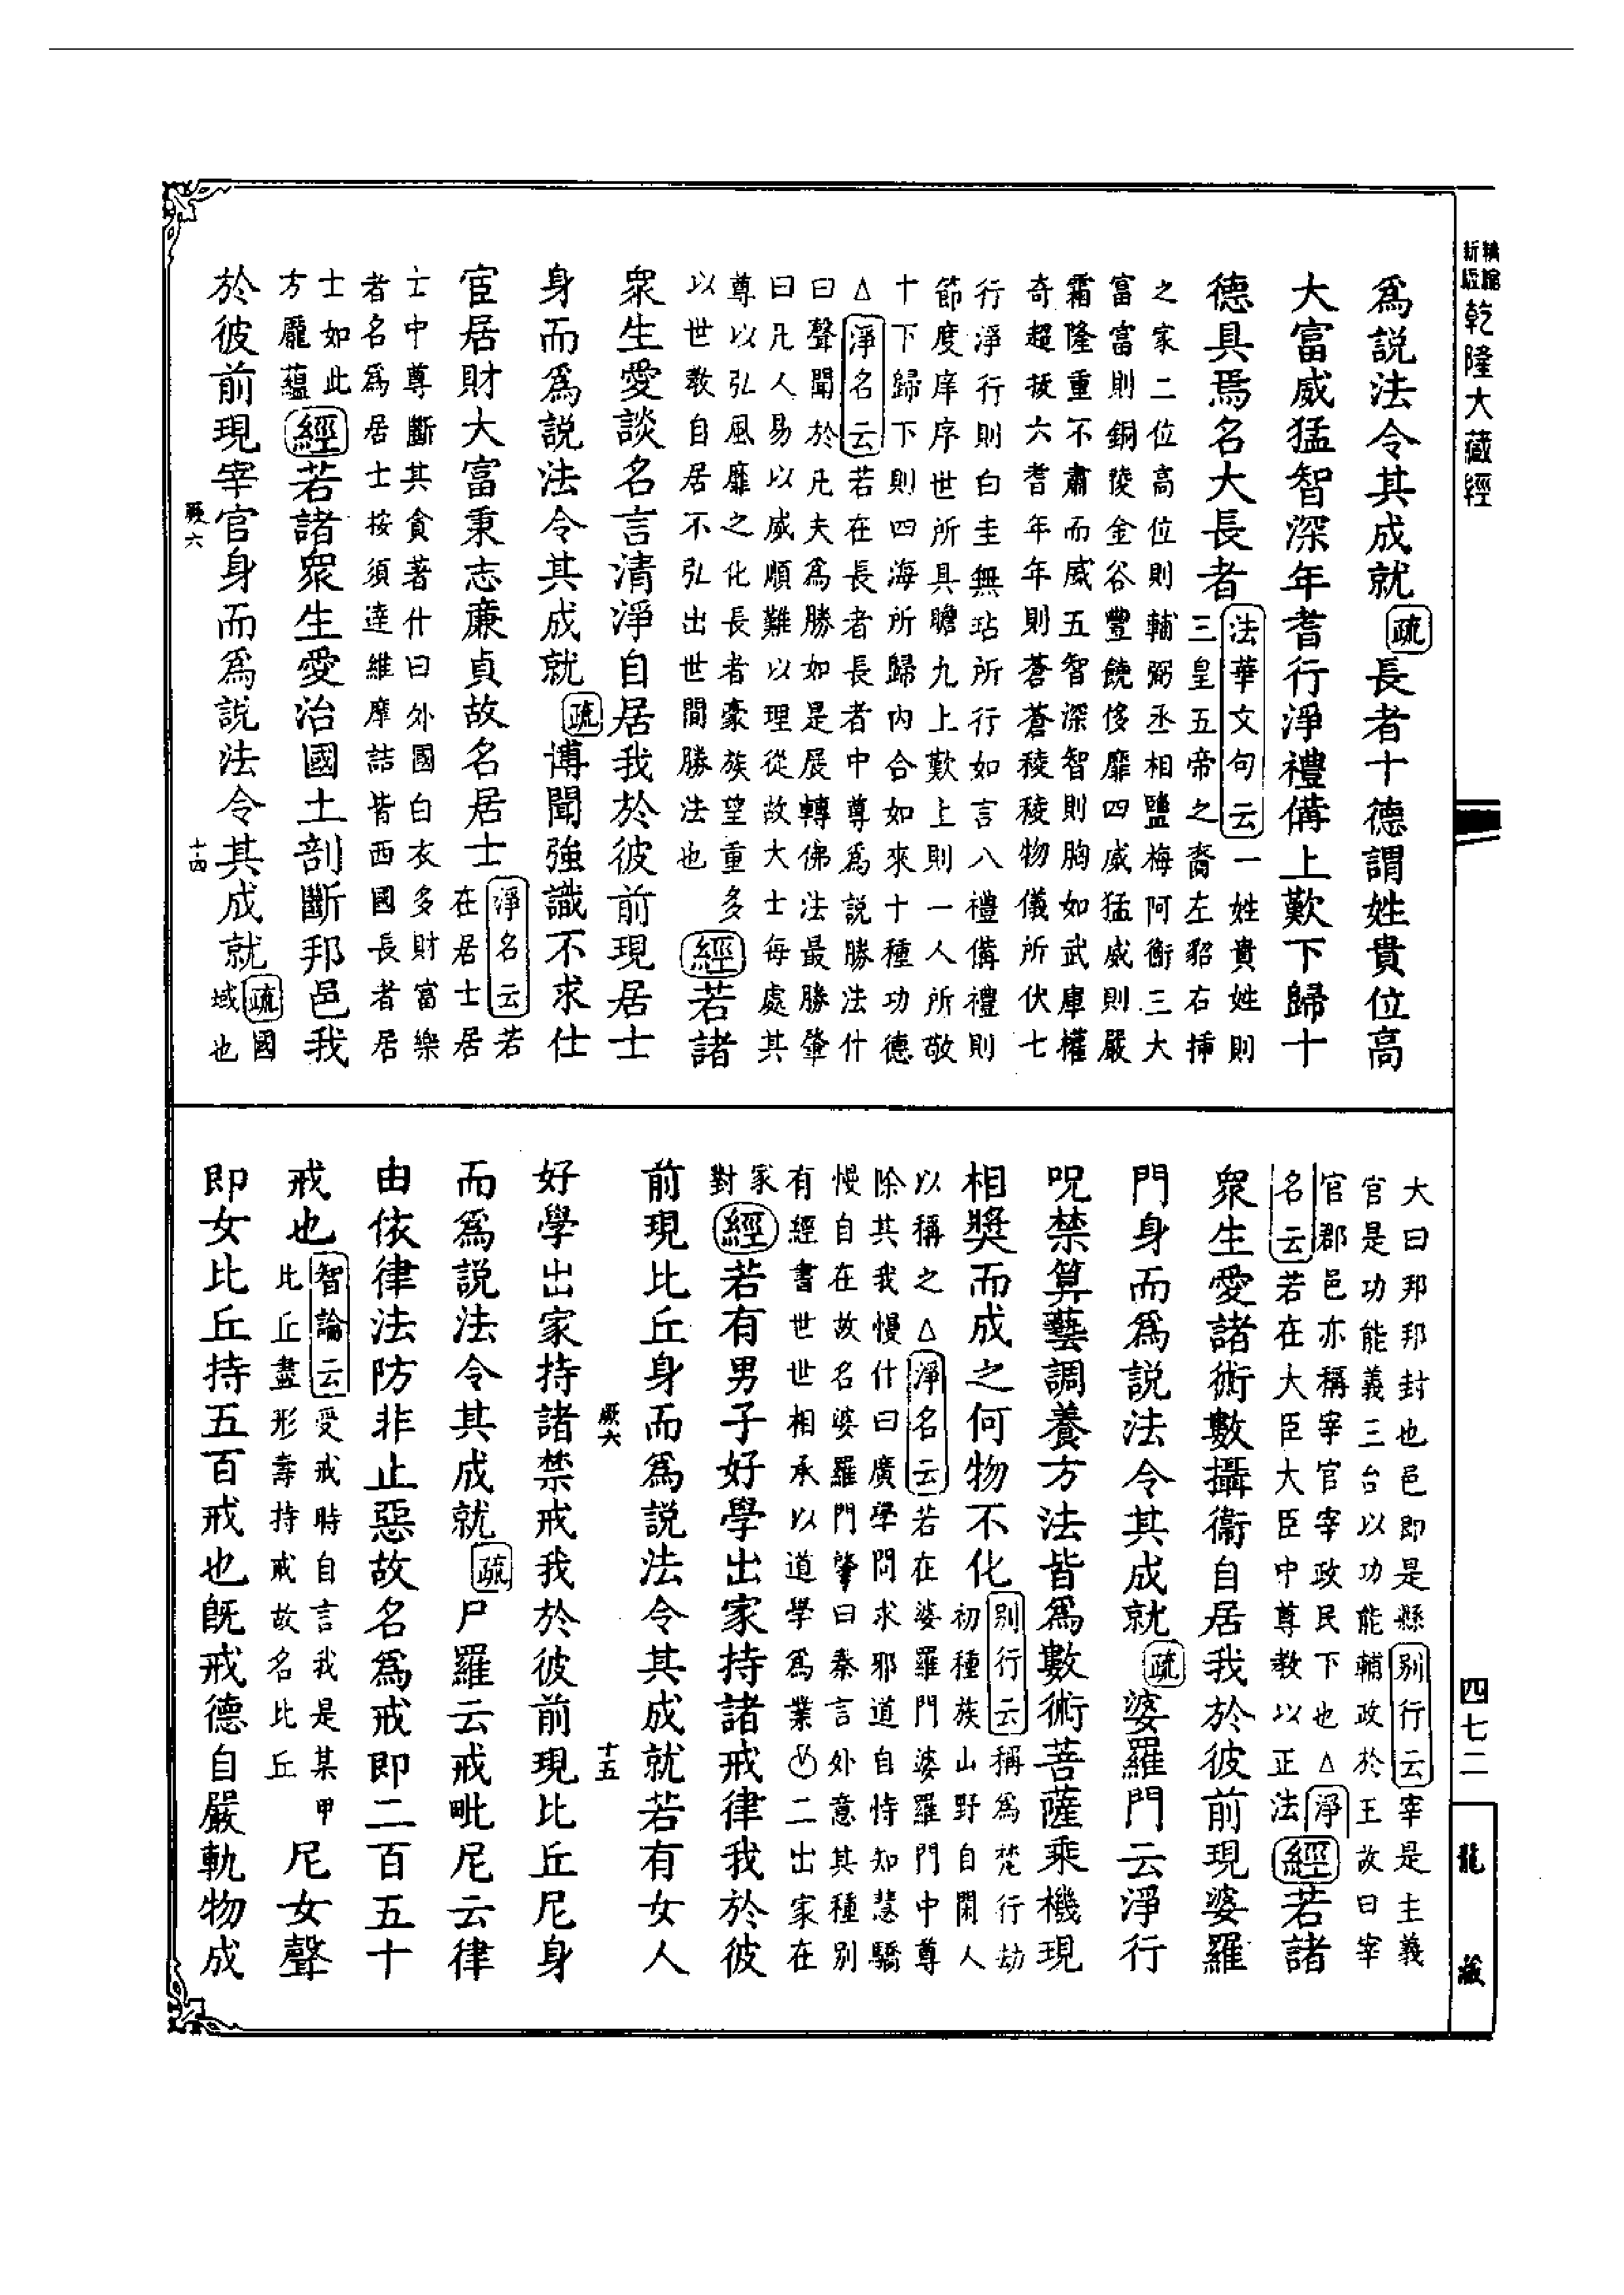 乾隆大藏經
為說法令其成就疏長者十德謂姓貴位高
大富威猛智深年耆行淨禮備上歎下歸十
德具焉名大長者法華文句云一姓貴姓則
三皇五帝之裔左貂右插
之家二位高位則輔弼丞相鹽梅阿衡三大
富富則銅陵金谷豐饒侈靡四威猛威則嚴
霜隆重不肅而威五智深智則胸如武庫權
奇超拔六耆年年則蒼蒼稜稜物儀所伏七
行淨行則白圭無玷所行如言八禮備禮則
節度庠序世所具瞻九上歎上則一人所敬
十下歸下則四海所歸內合如來十種功德
△淨名云若在長者長者中尊為說勝法什
曰聲聞於凡夫為勝如是展轉佛法最勝肇
曰凡人易以威順難以理從故大士每處其
尊以弘風靡之化長者豪族望重多
以世教自居不弘出世間勝法也
經若諸
眾生愛談名言清淨自居我於彼前現居士
身而為說法令其成就疏博聞強識不求仕
宦居財大富秉志廉貞故名居士淨名云若
在居士居
士中尊斷其貪著什曰外國白衣多財富樂
者名為居士按須達維摩詰皆西國長者居
士如此
方龐蘊
經若諸眾生愛治國土剖斷邦邑我
於彼前現宰官身而為說法令其成就疏國
域也
厥六
十四
大曰邦邦封也邑即是縣別行云宰是主義
官是功能義三台以功能輔政於王故曰宰
官郡邑亦稱宰官宰政民下也△淨
名云若在大臣大臣中尊教以正法
經若諸
眾生愛諸術數攝衞自居我於彼前現婆羅
門身而為說法令其成就疏婆羅門云淨行
呪禁算藝調養方法皆為數術菩薩乘機現
相獎而成之何物不化別行云稱為梵行劫
初種族山野自閑人
以稱之△淨名云若在婆羅門婆羅門中尊
除其我慢什曰廣學問求邪道自恃知慧驕
慢自在故名婆羅門肇曰秦言外意其種別
有經書世世相承以道學為業二出家在
家
對
經若有男子好學出家持諸戒律我於彼
前現比丘身而為說法令其成就若有女人
厥六
十五
好學出家持諸禁戒我於彼前現比丘尼身
而為說法令其成就疏尸羅云戒毗尼云律
由依律法防非止惡故名為戒即二百五十
戒也智論云受戒時自言我是某甲
比丘盡形壽持戒故名比丘
尼女聲
即女比丘持五百戒也旣戒德自嚴軌物成
四七二
龍藏